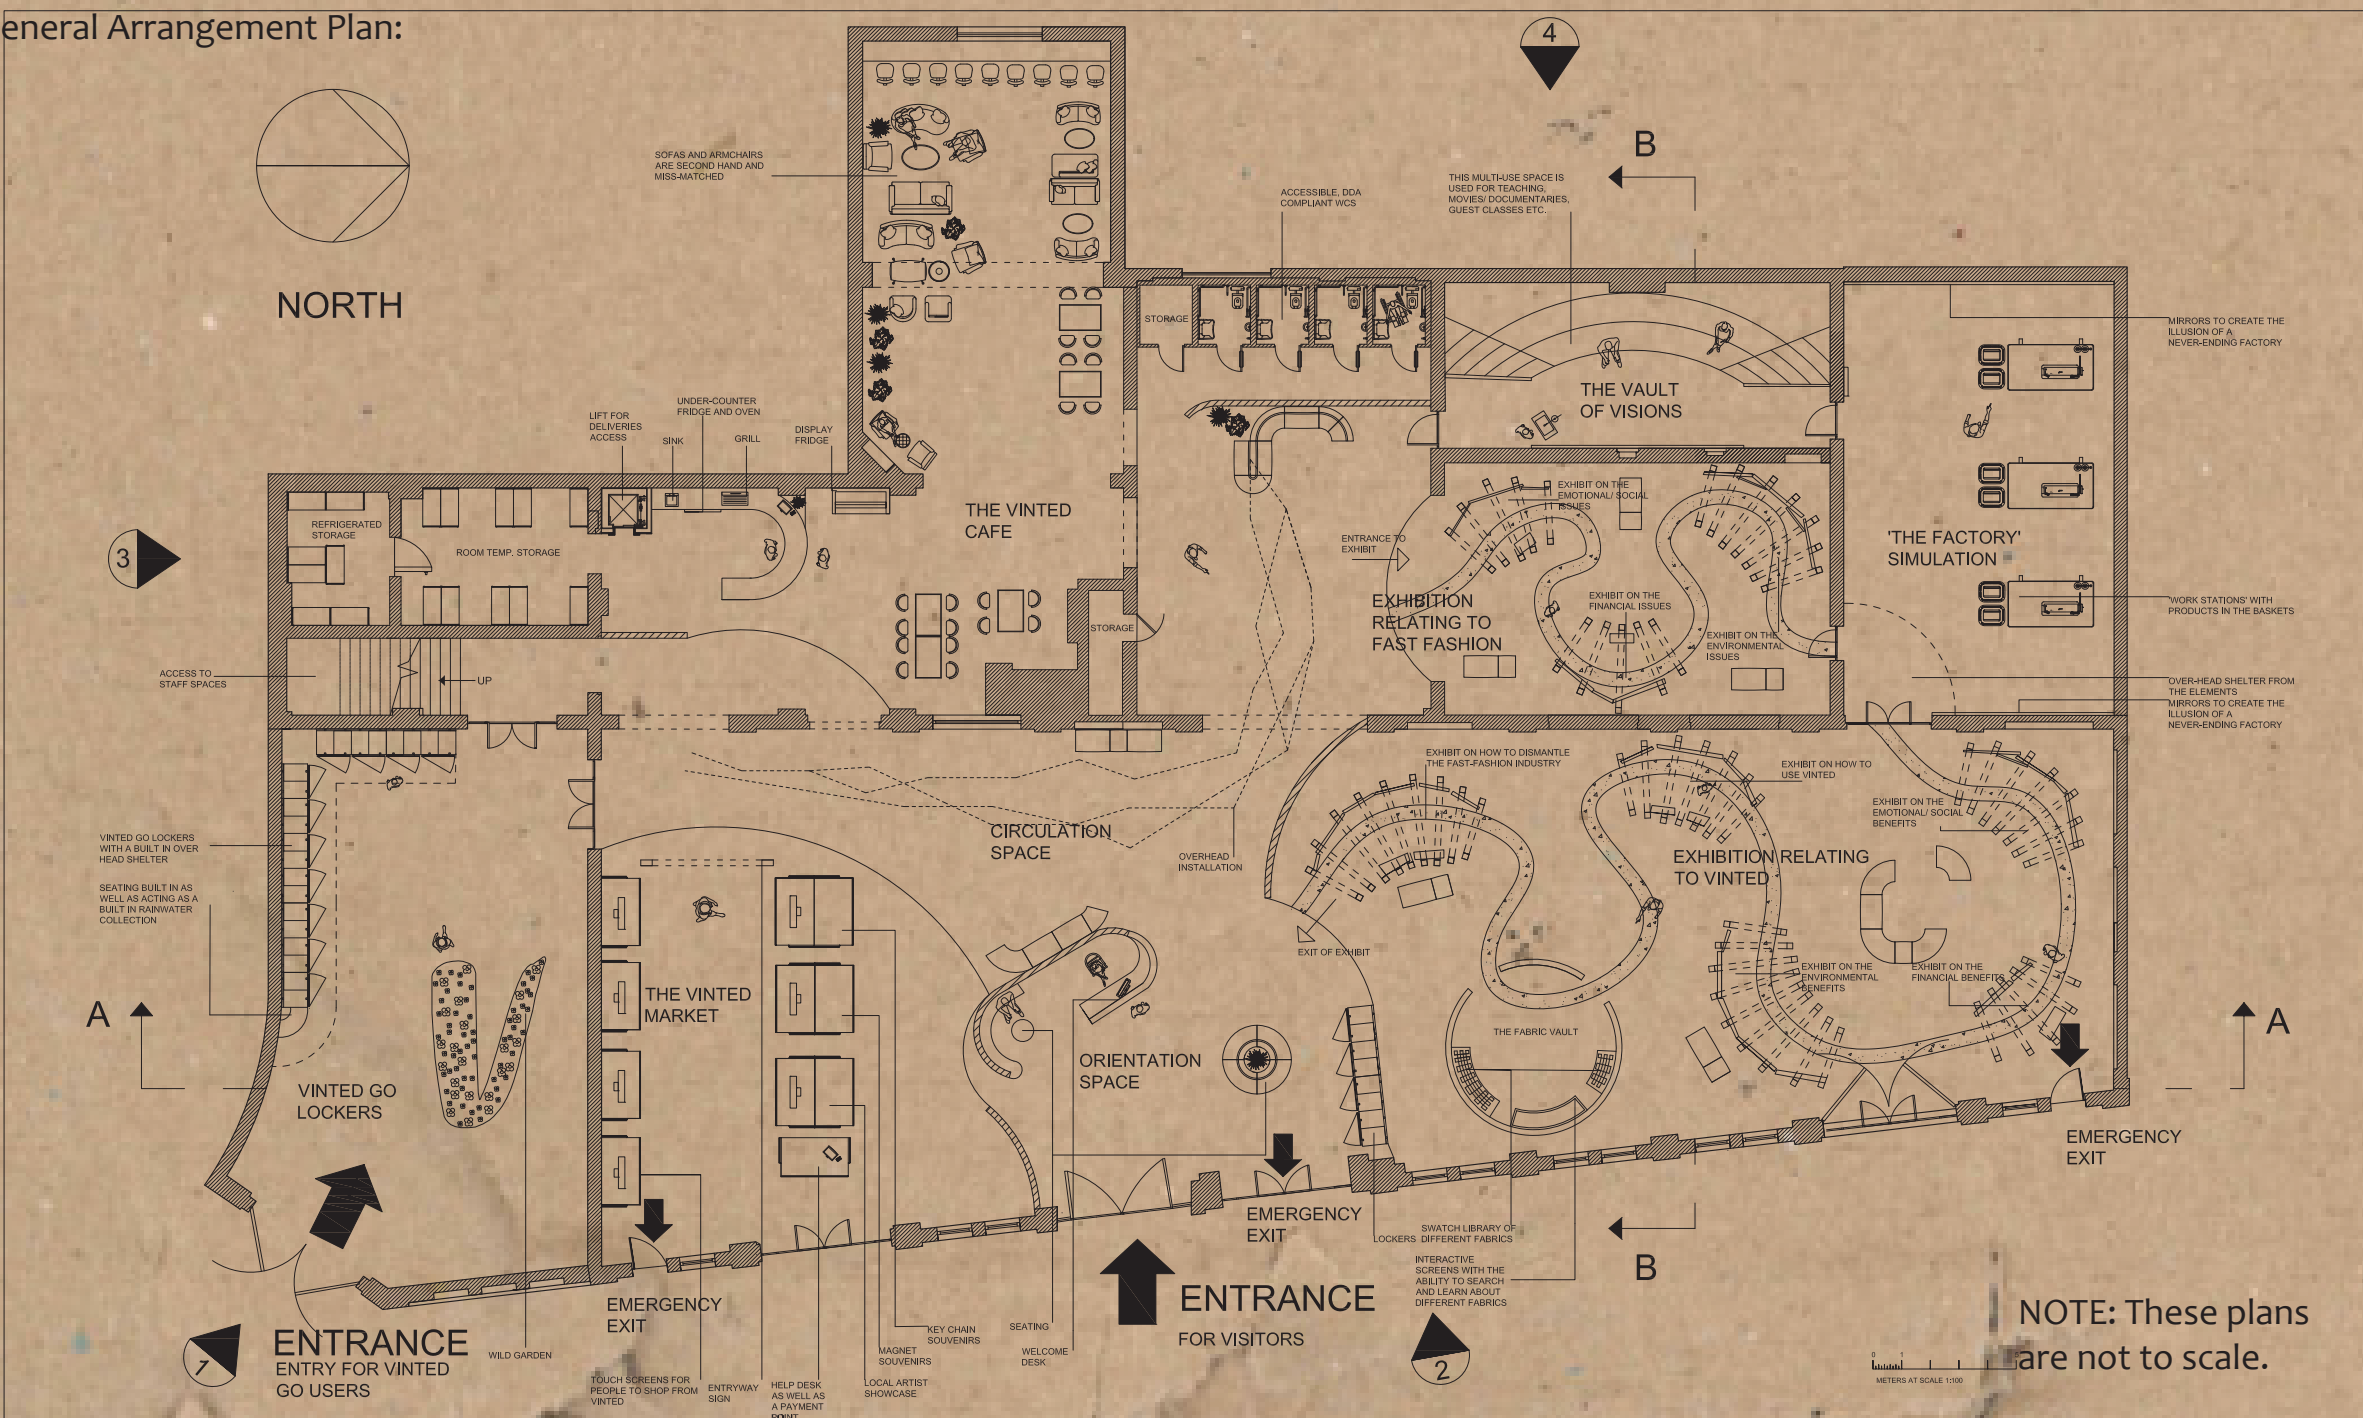 eneral Arrangement Plan:
4
NORTH
SOFAS AND ARMCHAIRS
ARE SECOND HAND AND
MISS-MATCHED
B
THIS MULTI-USE SPACE IS
USED FOR TEACHING,
MOVIES/ DOCUMENTARIES,
GUEST CLASSES ETC.
ACCESSIBLE, DDA
COMPLIANT WCS
STORAGE
MIRRORS TO CREATE THE
ILLUSION OF A
NEVER-ENDING FACTORY
THE VAULT
OF VISIONS
LIFT FOR
DELIVERIES
ACCESS
SINK
UNDER-COUNTER
FRIDGE AND OVEN
GRILL
DISPLAY
FRIDGE
THE VINTED
CAFE
REFRIGERATED
STORAGE
ROOM TEMP. STORAGE
3
ENTRANCE TO
EXHIBIT
EXHIBIT ON THE
EMOTIONAL/ SOCIAL
ISSUES
'THE FACTORY'
SIMULATION
EXHIBITION
RELATING TO
FAST FASHION
EXHIBIT ON THE
FINANCIAL ISSUES
EXHIBIT ON THE
ENVIRONMENTAL
ISSUES
'WORK STATIONS' WITH
PRODUCTS IN THE BASKETS
STORAGE
ACCESS TO
STAFF SPACES
UP
OVER-HEAD SHELTER FROM
THE ELEMENTS
MIRRORS TO CREATE THE
ILLUSION OF A
NEVER-ENDING FACTORY
EXHIBIT ON HOW TO DISMANTLE
THE FAST-FASHION INDUSTRY
EXHIBIT ON HOW TO
USE VINTED
EXHIBIT ON THE
EMOTIONAL/ SOCIAL
BENEFITS
VINTED GO LOCKERS
WITH A BUILT IN OVER
HEAD SHELTER
SEATING BUILT IN AS
WELL AS ACTING AS A
BUILT IN RAINWATER
COLLECTION
CIRCULATION
SPACE
OVERHEAD
INSTALLATION
EXHIBITION RELATING
TO VINTED
EXIT OF EXHIBIT
EXHIBIT ON THE
ENVIRONMENTAL
BENEFITS
EXHIBIT ON THE
FINANCIAL BENEFITS
THE VINTED
MARKET
A
A
THE FABRIC VAULT
ORIENTATION
SPACE
VINTED GO
LOCKERS
EMERGENCY
EXIT
EMERGENCY
EXIT
LOCKERS
SWATCH LIBRARY OF
DIFFERENT FABRICS
B
INTERACTIVE
SCREENS WITH THE
ABILITY TO SEARCH
AND LEARN ABOUT
DIFFERENT FABRICS
EMERGENCY
EXIT
ENTRANCE
FOR VISITORS
1
ENTRANCE
ENTRY FOR VINTED
GO USERS
WILD GARDEN
TOUCH SCREENS FOR
PEOPLE TO SHOP FROM
VINTED
ENTRYWAY
SIGN
HELP DESK
AS WELL AS
A PAYMENT
POINT
LOCAL ARTIST
SHOWCASE
MAGNET
SOUVENIRS
KEY CHAIN
SOUVENIRS
SEATING
WELCOME
DESK
2
0 1
METERS AT SCALE 1:100
NOTE: These plans
are not to scale.